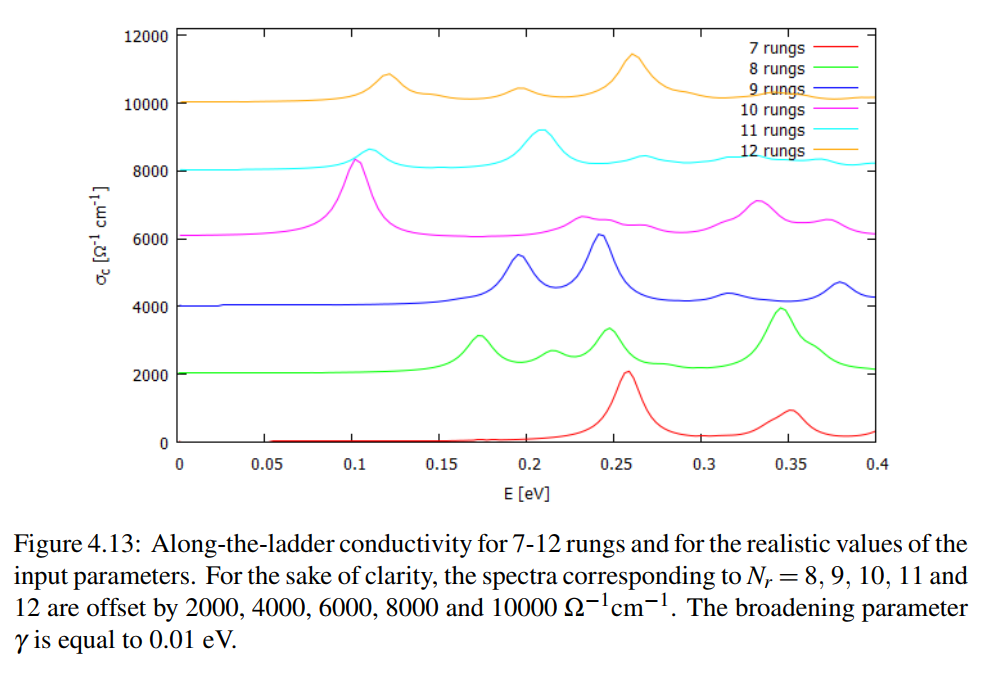 12000
10000
8000
6000
4000
2000
0
σc [Ω-1 cm-1]
7 rungs
8 rungs
9 rungs
10 rungs
11 rungs
12 rungs
0 0.05 0.1 0.15 0.2 0.25 0.3 0.35 0.4
E [eV]
Figure 4.13: Along-the-ladder conductivity for 7-12 rungs and for the realistic values of the
input parameters. For the sake of clarity, the spectra corresponding to Nr = 8, 9, 10, 11 and
12 are offset by 2000, 4000, 6000, 8000 and 10000 Ω−1cm−1. The broadening parameter
γ is equal to 0.01 eV.